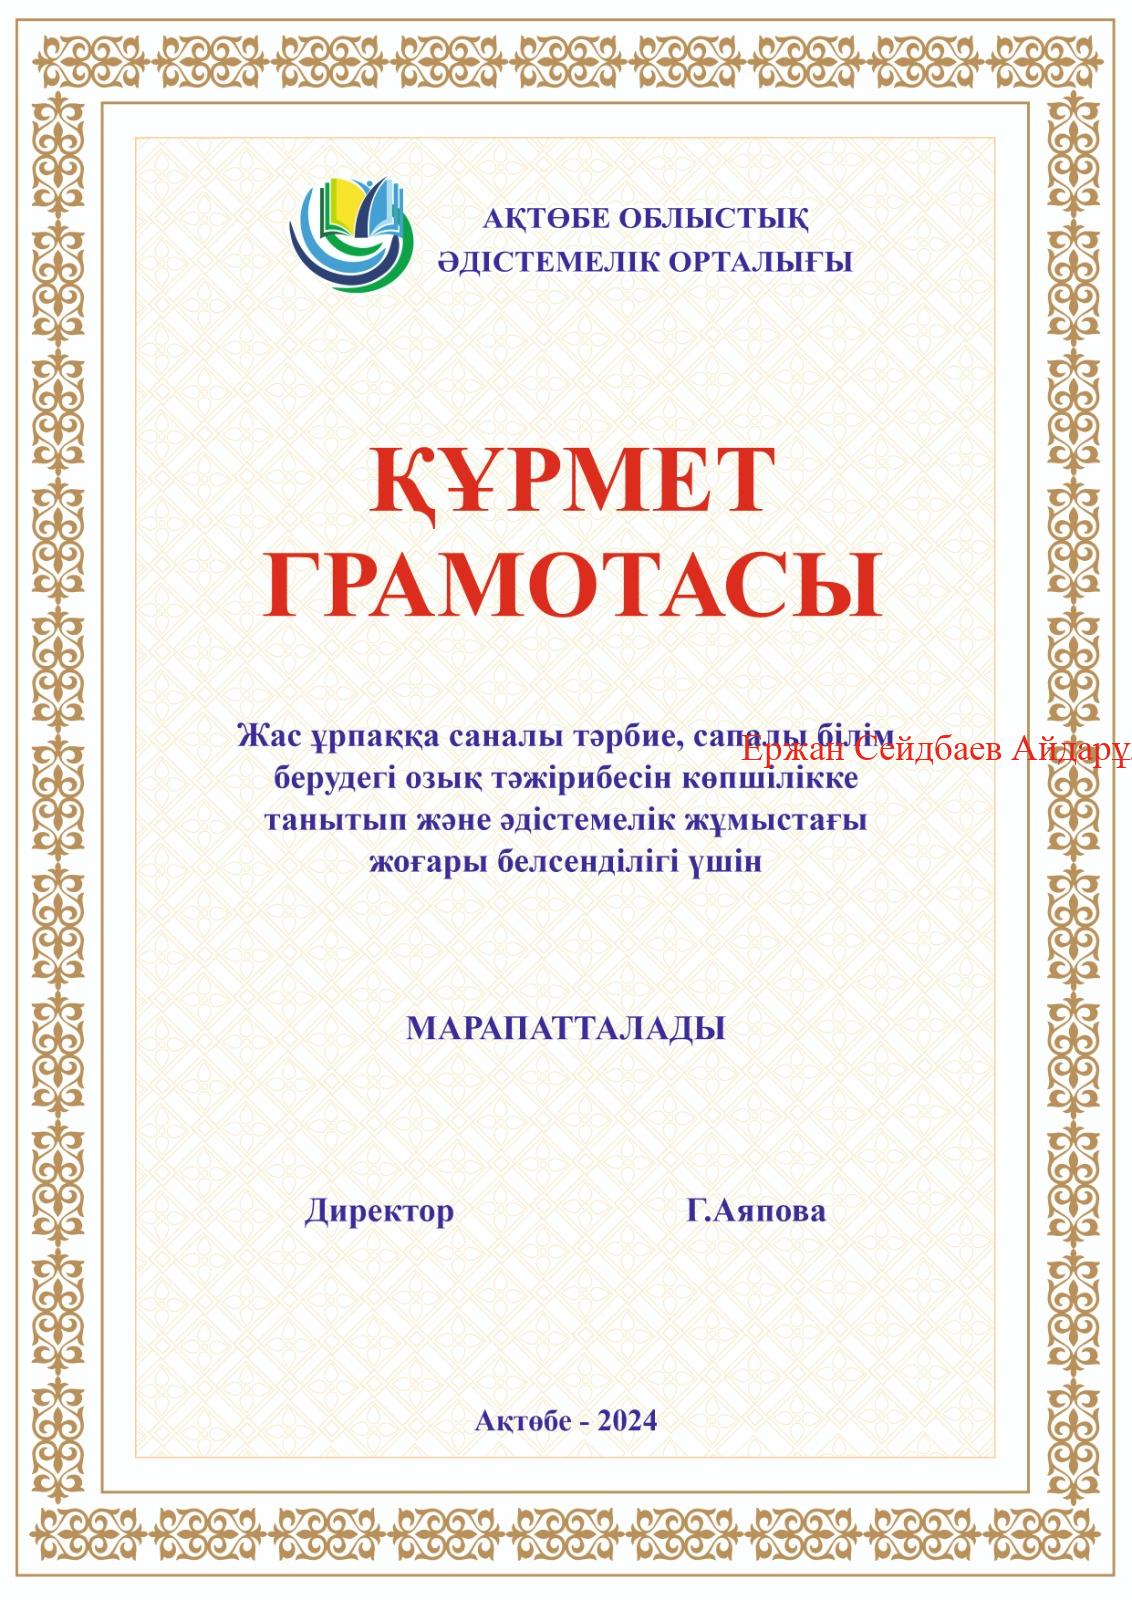 АҚТӨБЕ ОБЛЫСТЫҚ
ӘДІСТЕМЕЛІК ОРТАЛЫҒЫ
ҚҰРМЕТ
ГРАМОТАСЫ
Жас ұрпаққа саналы тәрбие, сапалы білім
Ержан Сейдбаев Айдарұ
берудегі озық тәжірибесін көпшілікке
танытып және әдістемелік жұмыстағы
жоғары белсенділігі үшін
МАРАПАТТАЛАДЫ
Директор Г.Аяпова
Ақтөбе - 2024